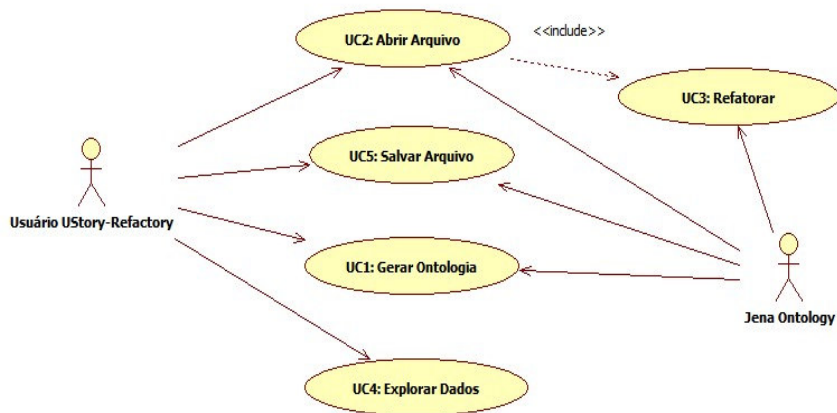 UC2: Abrir Arquivo
<<include>>
UC3: Refatorar
UC5: Salvar Arquivo
Usuário UStory-Refactory
UC1: Gerar Ontologia
Jena Ontology
UC4: Explorar Dados